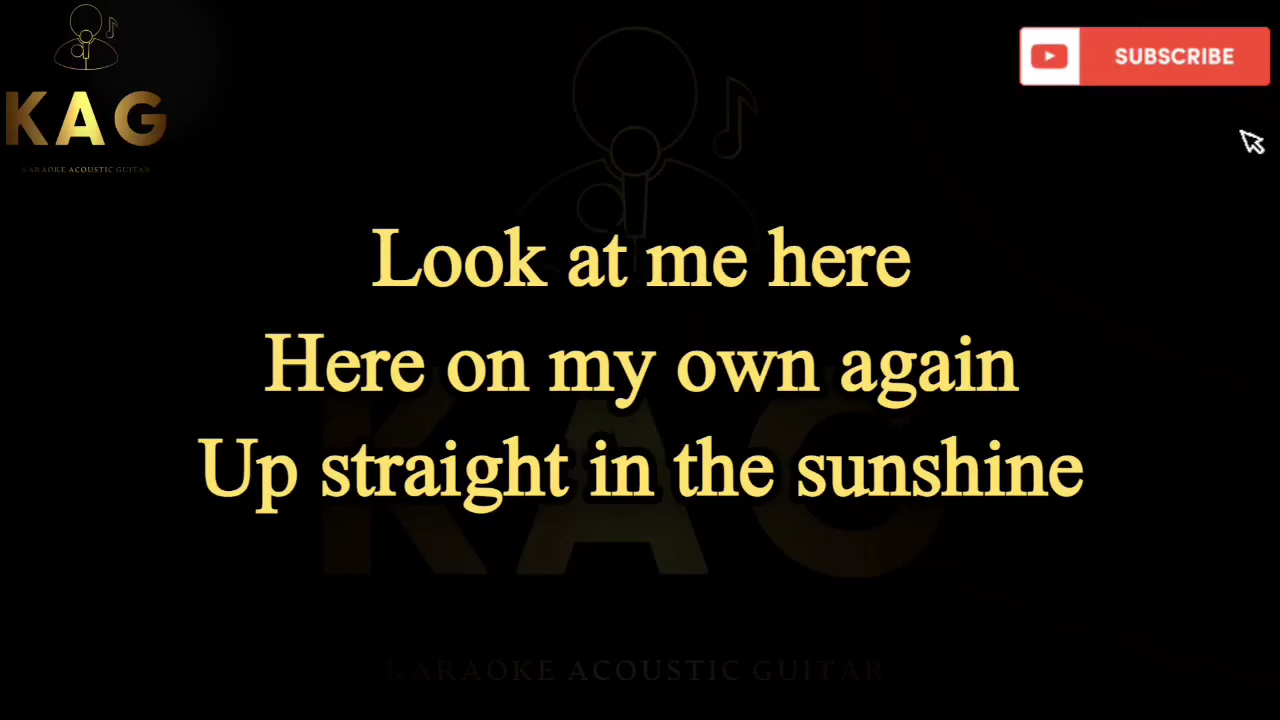 KAG
KARAOKE ACOUSTIC GUITAR
SUBSCRIBE
Look at me here
Here on my own again
Up straight in the sunshine
KAG
KARAOKE ACOUSTIC GUITAR